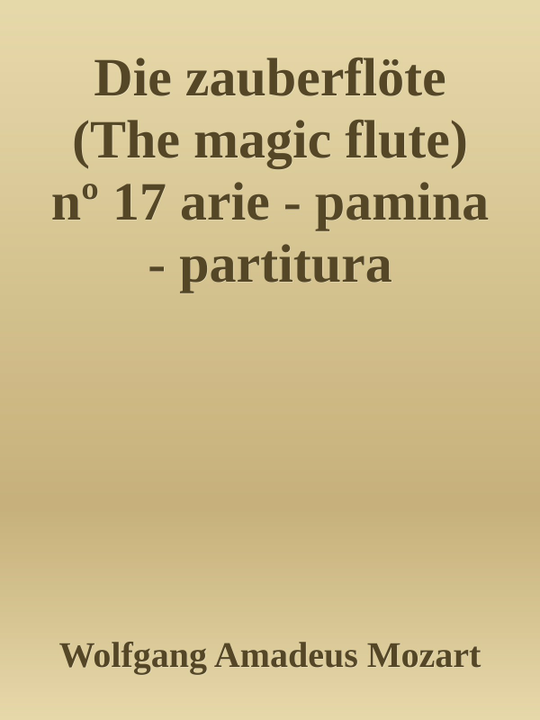 Die zauberflöte
(The magic flute)
nº 17 arie - pamina
- partitura
Wolfgang Amadeus Mozart